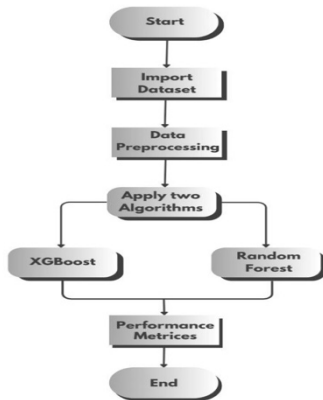 Start
Import
Dataset
Data
Preprocessing
Apply two
Algorithms
XGBoost
Random
Forest
Performance
Metrices
End